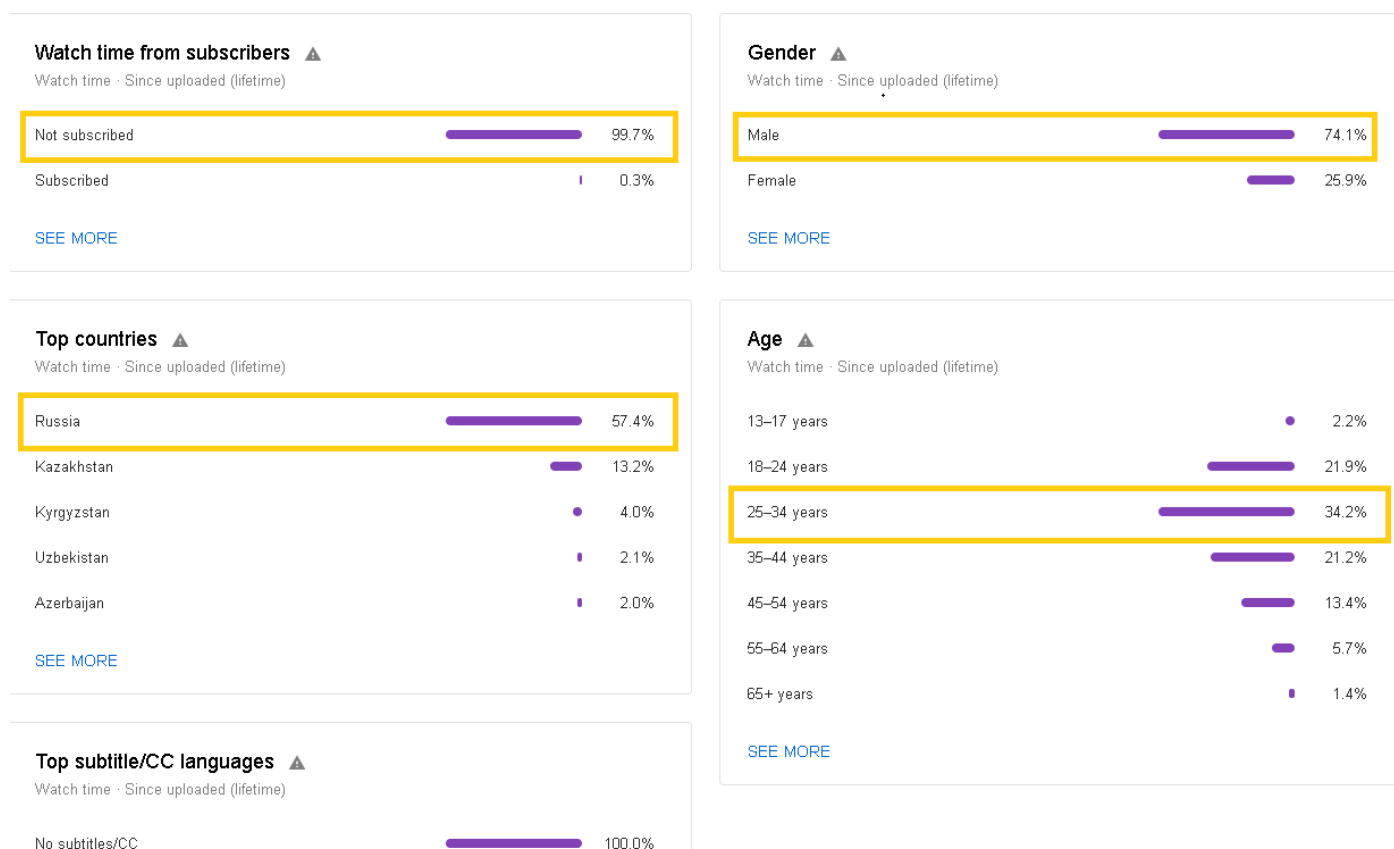 Watch time from subscribers
Watch time · Since uploaded (lifetime)
Not subscribed 99.7%
Subscribed 0.3%
SEE MORE
Gender
Watch time · Since uploaded (lifetime)
Male 74.1%
Female 25.9%
SEE MORE
Top countries
Watch time · Since uploaded (lifetime)
Russia 57.4%
Kazakhstan 13.2%
Kyrgyzstan 4.0%
Uzbekistan 2.1%
Azerbaijan 2.0%
SEE MORE
Age
Watch time · Since uploaded (lifetime)
13–17 years 2.2%
18–24 years 21.9%
25–34 years 34.2%
35–44 years 21.2%
45–54 years 13.4%
55–64 years 5.7%
65+ years 1.4%
SEE MORE
Top subtitle/CC languages
Watch time · Since uploaded (lifetime)
No subtitles/CC 100.0%